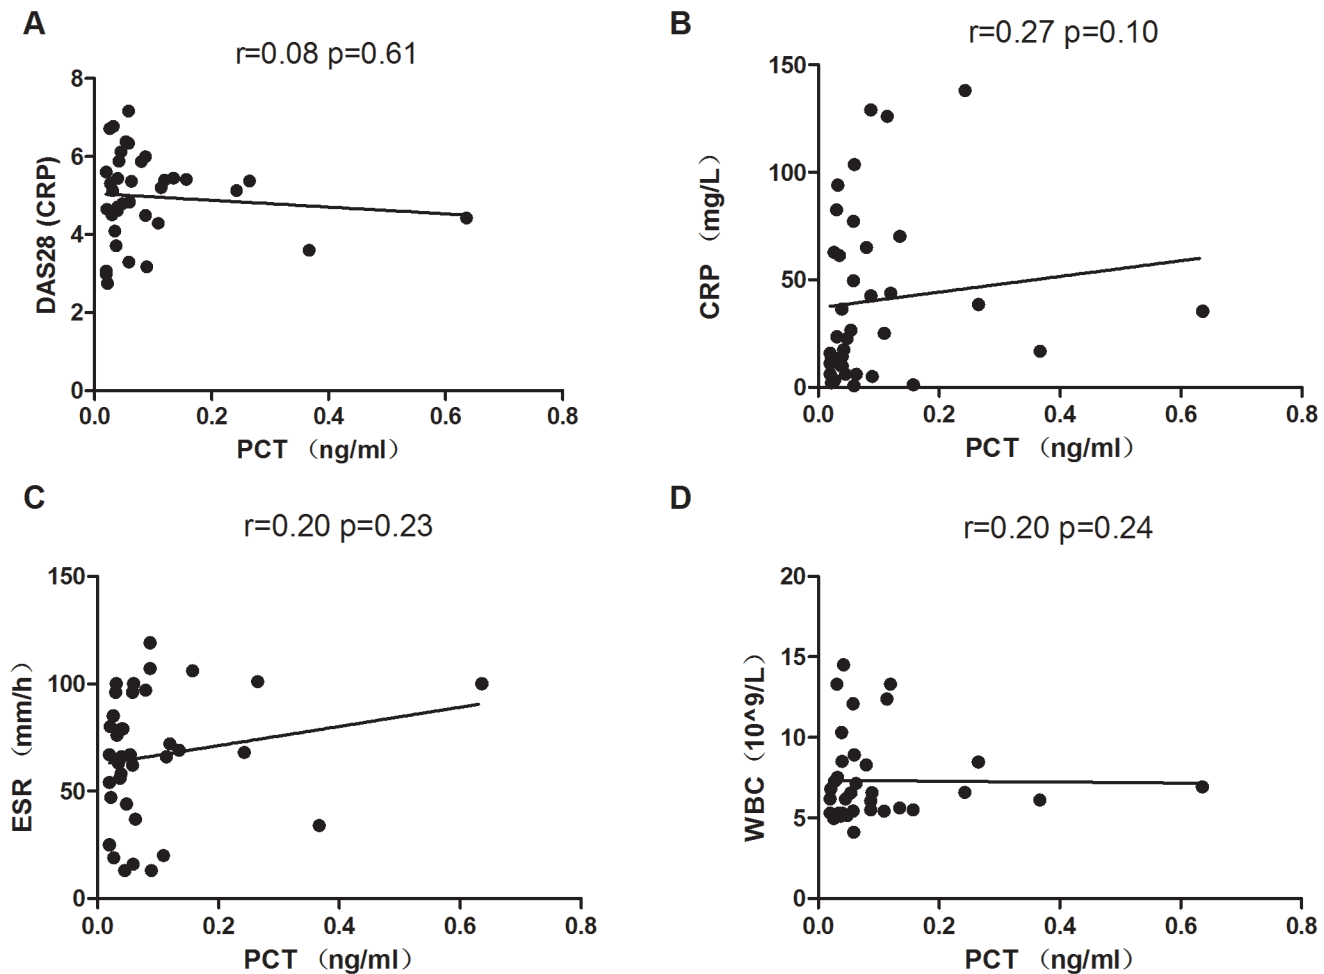 A
r=0.08 p=0.61
8
6
4
2
0
DAS28 (CRP)
0.0 0.2 0.4 0.6 0.8
PCT （ng/ml）
B
r=0.27 p=0.10
150
100
50
0
CRP （mg/L）
0.0 0.2 0.4 0.6 0.8
PCT （ng/ml）
C
r=0.20 p=0.23
150
100
50
0
ESR （mm/h）
0.0 0.2 0.4 0.6 0.8
PCT （ng/ml）
D
r=0.20 p=0.24
20
15
10
5
0
WBC（10^9/L）
0.0 0.2 0.4 0.6 0.8
PCT （ng/ml）